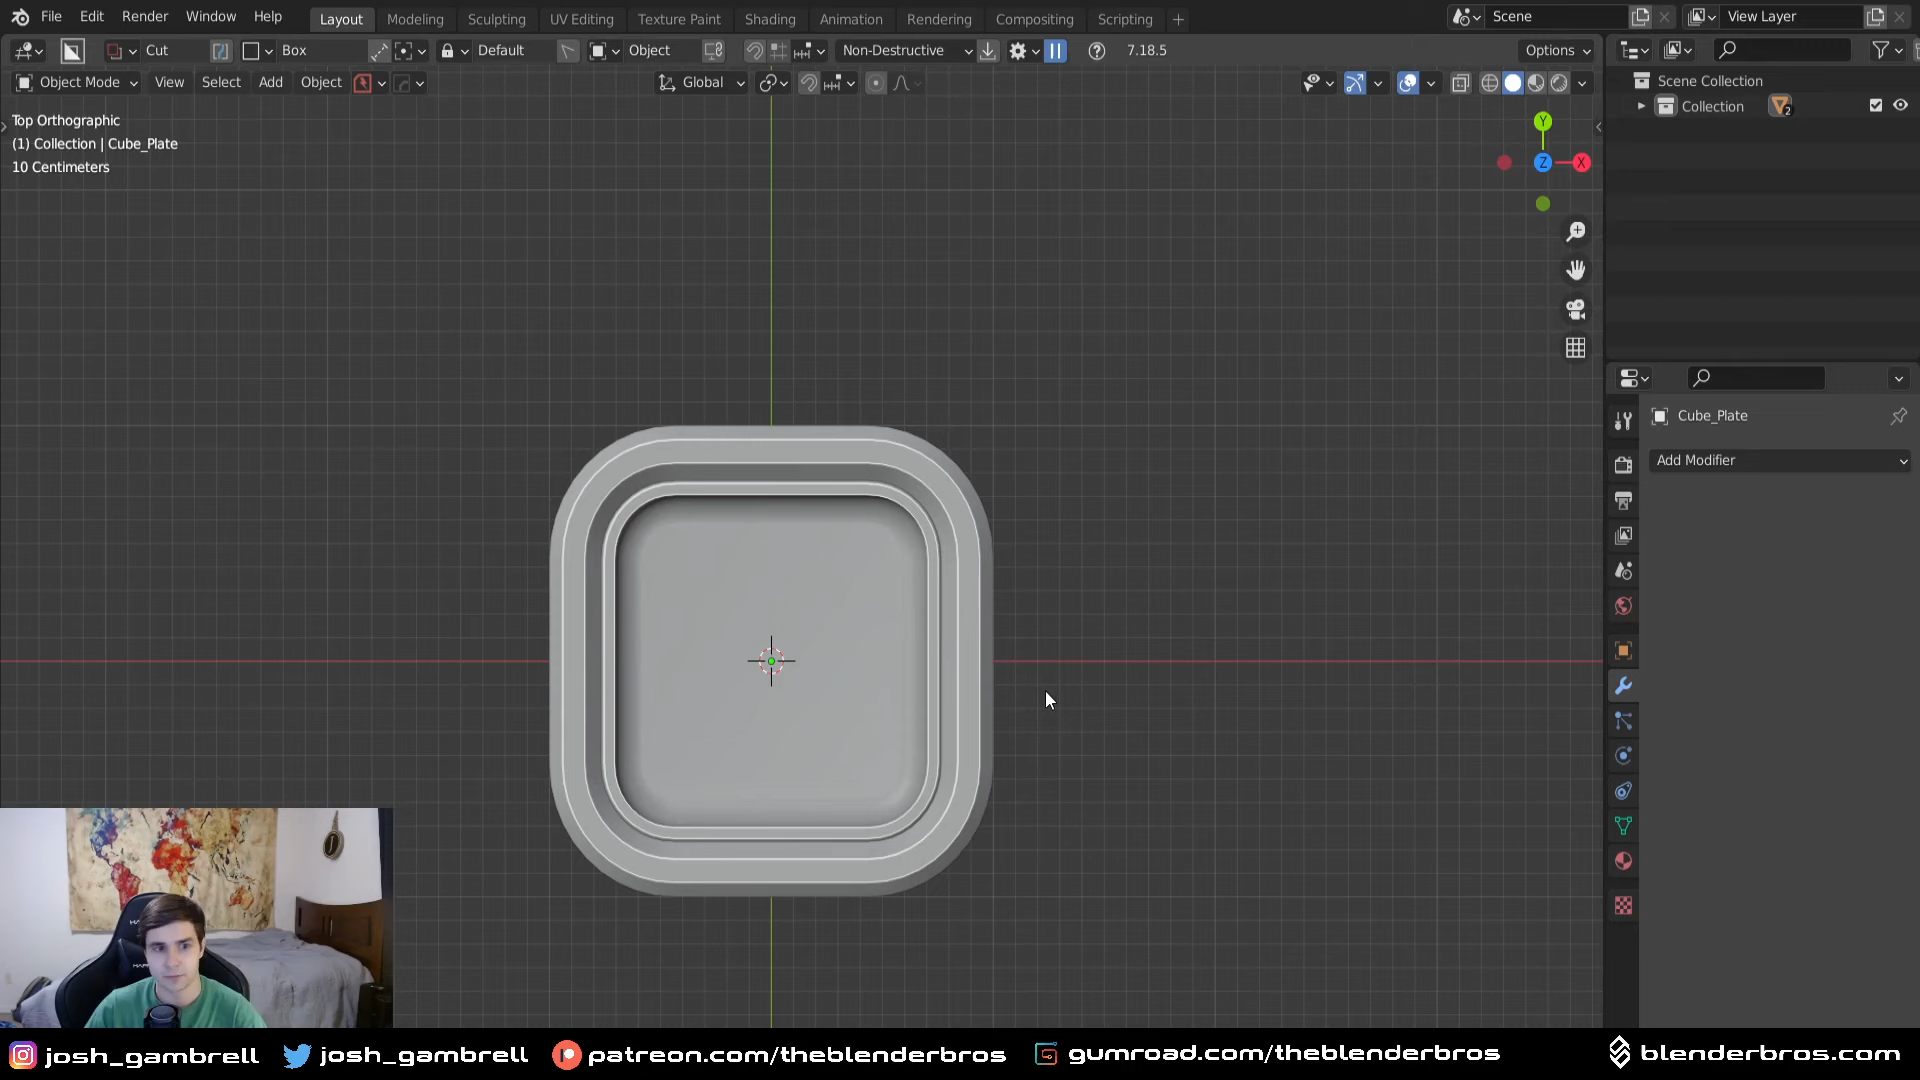 File Edit Render Window Help Layout Modeling Sculpting UV Editing Texture Paint Shading Animation Rendering Compositing Scripting + Scene View Layer
Cut Box Default Object Non-Destructive 7.18.5 Options
Object Mode View Select Add Object Global
Scene Collection
Collection 2
Top Orthographic
(1) Collection | Cube_Plate
10 Centimeters
Y
Z X
Cube_Plate
Add Modifier
josh_gambrell josh_gambrell patreon.com/theblenderbros gumroad.com/theblenderbros blenderbros.com